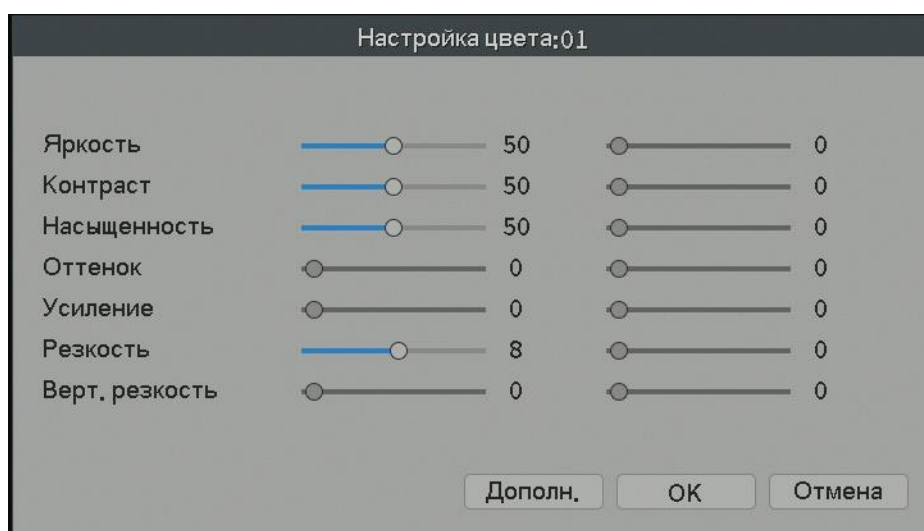 Настройка цвета:01
Яркость 50 0
Контраст 50 0
Насыщенность 50 0
Оттенок 0 0
Усиление 0 0
Резкость 8 0
Верт. резкость 0 0
Дополн. OK Отмена